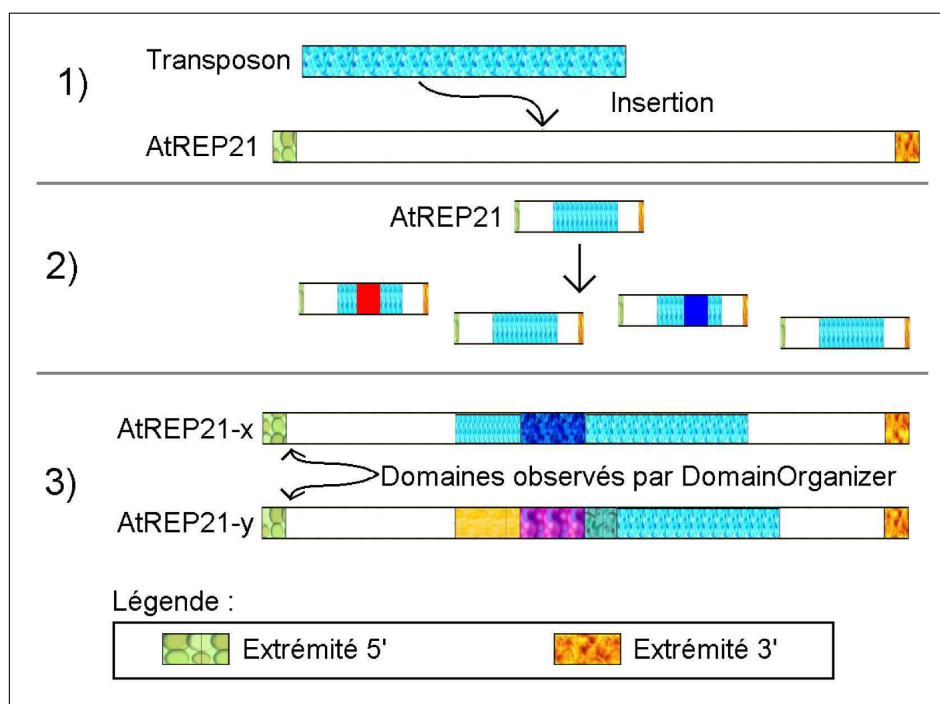 1)
Transposon
Insertion
AtREP21
2)
AtREP21
3)
AtREP21-x
Domaines observés par DomainOrganizer
AtREP21-y
Légende :
Extrémité 5'
Extrémité 3'